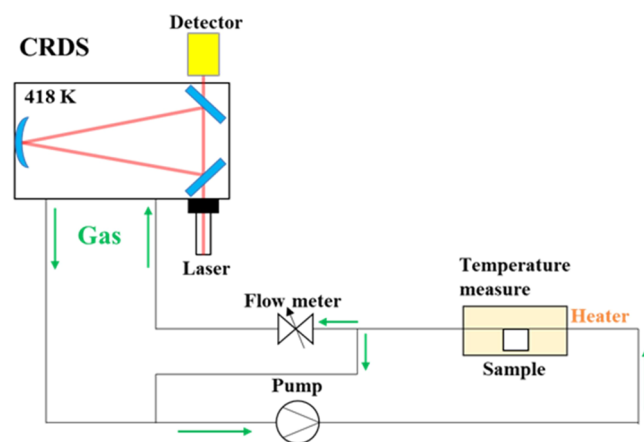 Detector
CRDS
418 K
Gas
Laser
Temperature
measure
Flow meter
Heater
Sample
Pump